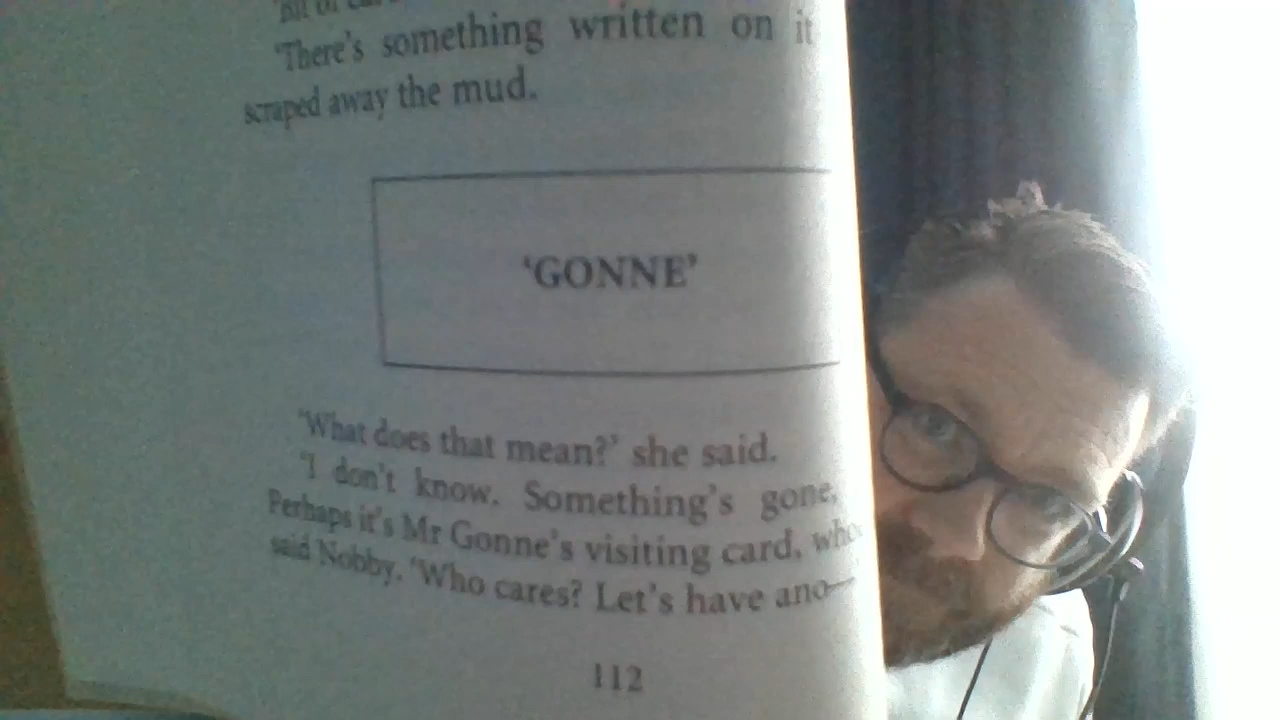 'There's something written on it
scraped away the mud.
'GONNE'
'What does that mean?' she said.
'I don't know. Something's gone,
Perhaps it's Mr Gonne's visiting card, who
said Nobby. 'Who cares? Let's have ano—'
112